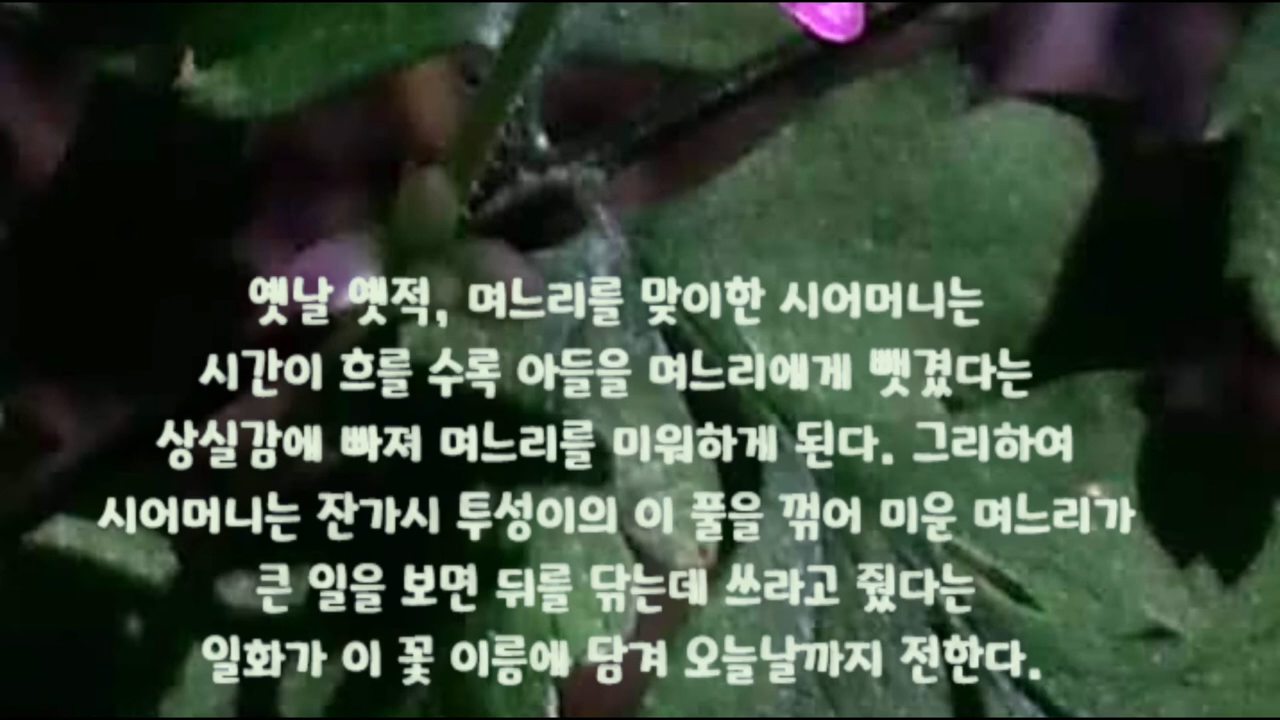 옛날 옛적, 며느리를 맞이한 시어머니는
시간이 흐를 수록 아들을 며느리에게 뺏겼다는
상실감에 빠져 며느리를 미워하게 된다. 그리하여
시어머니는 잔가시 투성이의 이 풀을 꺾어 미운 며느리가
큰 일을 보면 뒤를 닦는데 쓰라고 줬다는
일화가 이 꽃 이름에 담겨 오늘날까지 전한다.